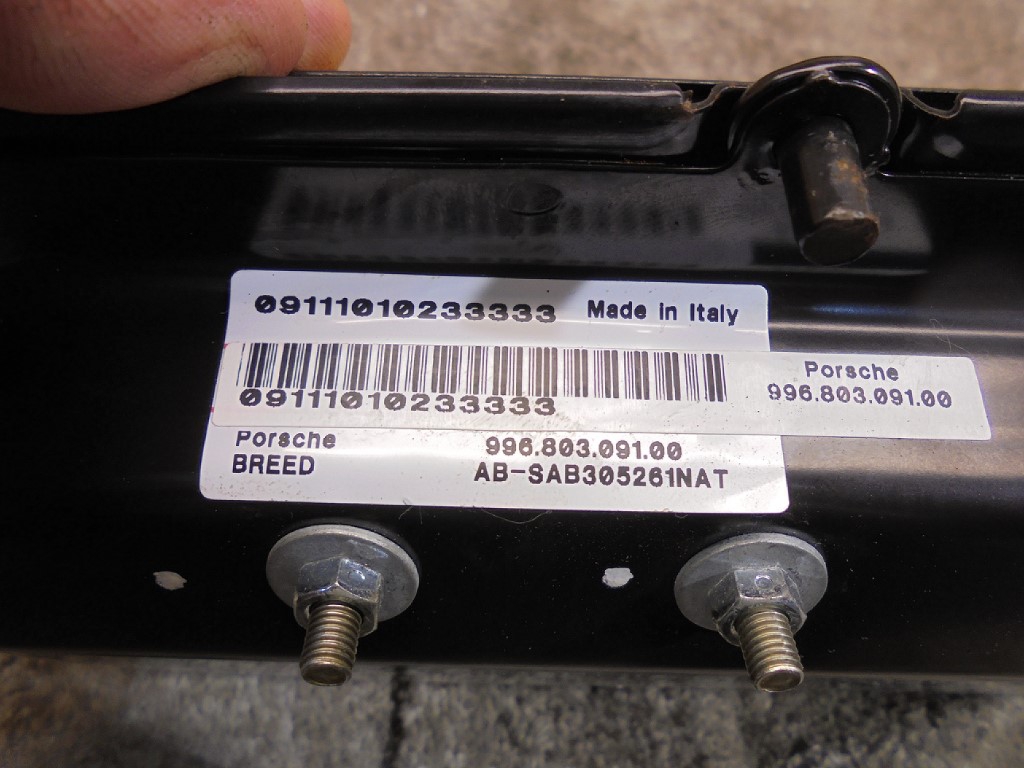 09111010233333 Made in Italy
09111010233333
Porsche
996.803.091.00
Porsche 996.803.091.00
BREED AB-SAB305261NAT